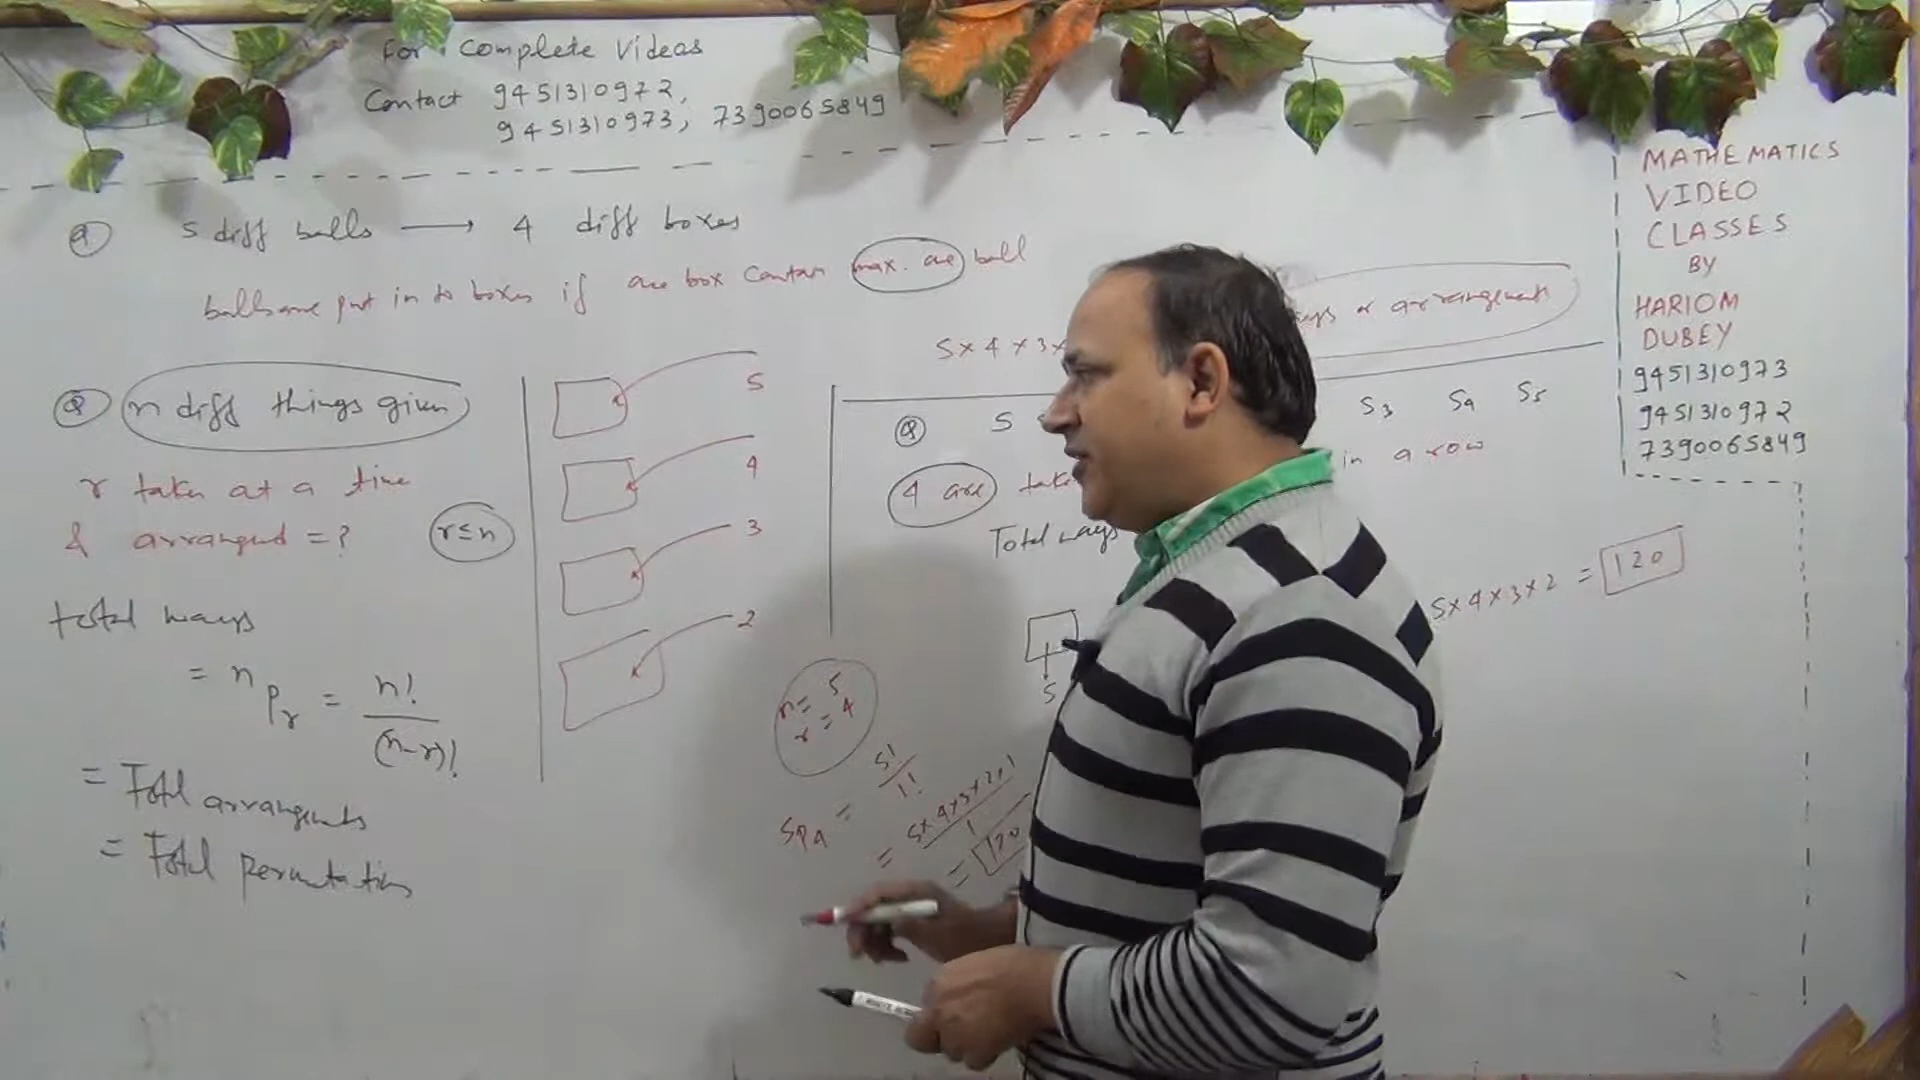 For Complete Videos
Contact 9451310972,
9451310973, 7390065849
MATHEMATICS
VIDEO
CLASSES
BY
HARIOM
DUBEY
9451310973
9451310972
7390065849
Q 5 diff balls ⟶ 4 diff boxes
balls are put in to boxes if one box contain max. one ball
5×4×3×
ways or arrangements
Q n diff things given
r taken at a time
& arranged = ? r≤n
total ways
= nPr = n!/(n-r)!
= Total arrangements
= Total permutations
5
4
3
2
Q 5 S3 S4 S5
4 are in a row
Total ways
5
5×4×3×2 = 120
n = 5
r = 4
5P4 = 5!/1!
= 5×4×3×2×1/1
= 120